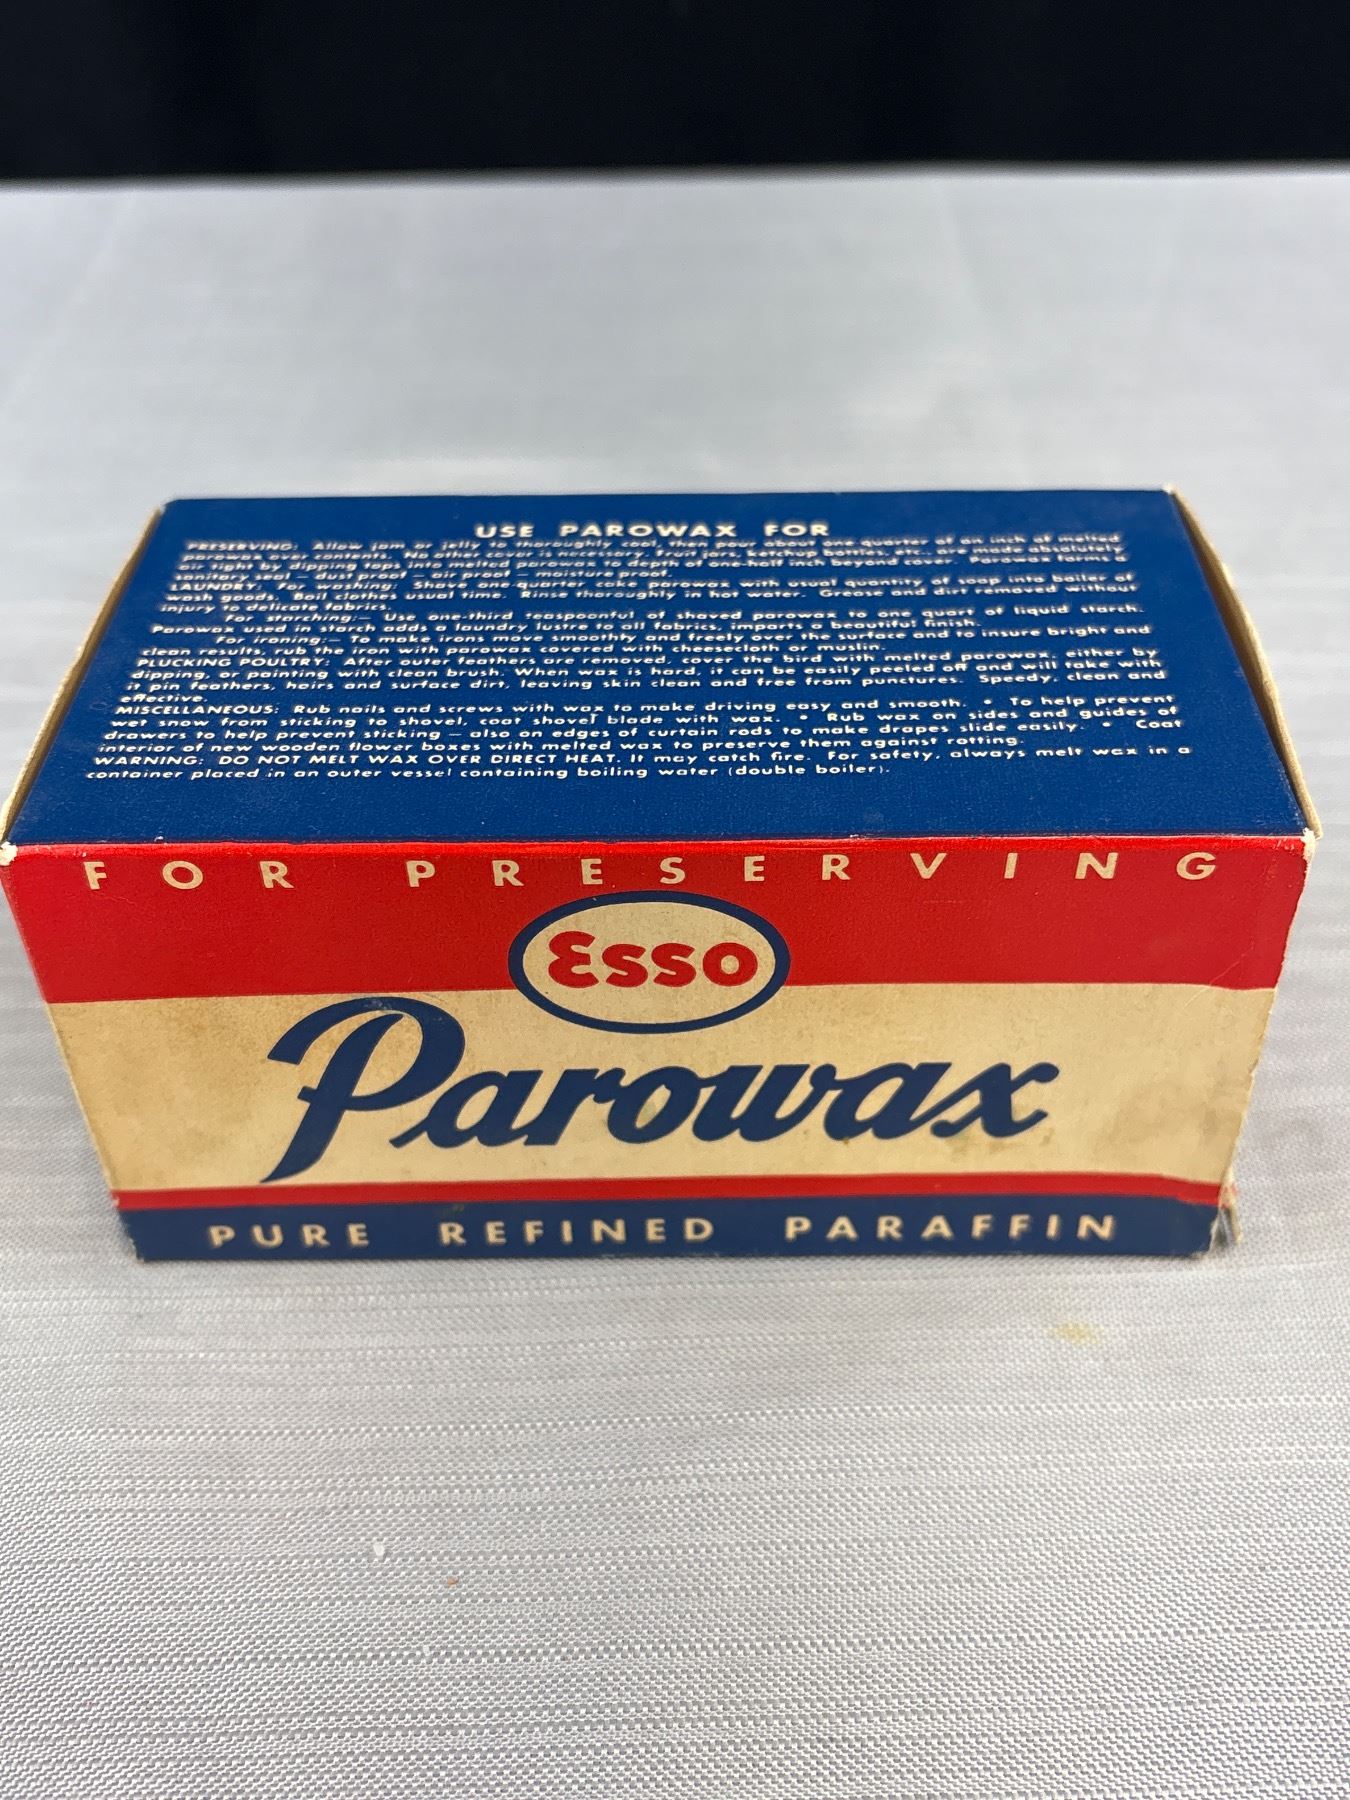 USE PAROWAX FOR
PRESERVING: Allow jam or jelly to thoroughly cool, then pour about one-quarter of an inch of melted
parowax over contents. No other cover is necessary. Fruit jars, ketchup bottles, etc., are made absolutely
air tight by dipping tops into melted parowax to depth of one-half inch beyond cover. Parowax forms a
sanitary seal — dust proof — air proof — moisture proof.
LAUNDRY: For washing: Shave one-quarter cake parowax with usual quantity of soap into boiler of
wash goods. Boil clothes usual time. Rinse thoroughly in hot water. Grease and dirt removed without
injury to delicate fabrics.
For starching:— Use one-third teaspoonful of shaved parowax to one quart of liquid starch.
Parowax used in starch adds a laundry lustre to all fabrics, imparts a beautiful finish.
For ironing:— To make irons move smoothly and freely over the surface and to insure bright and
clean results, rub the iron with parowax covered with cheesecloth or muslin.
PLUCKING POULTRY: After outer feathers are removed, cover the bird with melted parowax, either by
dipping, or painting with clean brush. When wax is hard, it can be easily peeled off and will take with
it pin feathers, hairs and surface dirt, leaving skin clean and free from punctures. Speedy, clean and
effective.
MISCELLANEOUS: Rub nails and screws with wax to make driving easy and smooth. • To help prevent
wet snow from sticking to shovel, coat shovel blade with wax. • Rub wax on sides and guides of
drawers to help prevent sticking — also on edges of curtain rods to make drapes slide easily. • Coat
interior of new wooden flower boxes with melted wax to preserve them against rotting.
WARNING: DO NOT MELT WAX OVER DIRECT HEAT. It may catch fire. For safety, always melt wax in a
container placed in an outer vessel containing boiling water (double boiler).
FOR PRESERVING
Esso
Parowax
PURE REFINED PARAFFIN